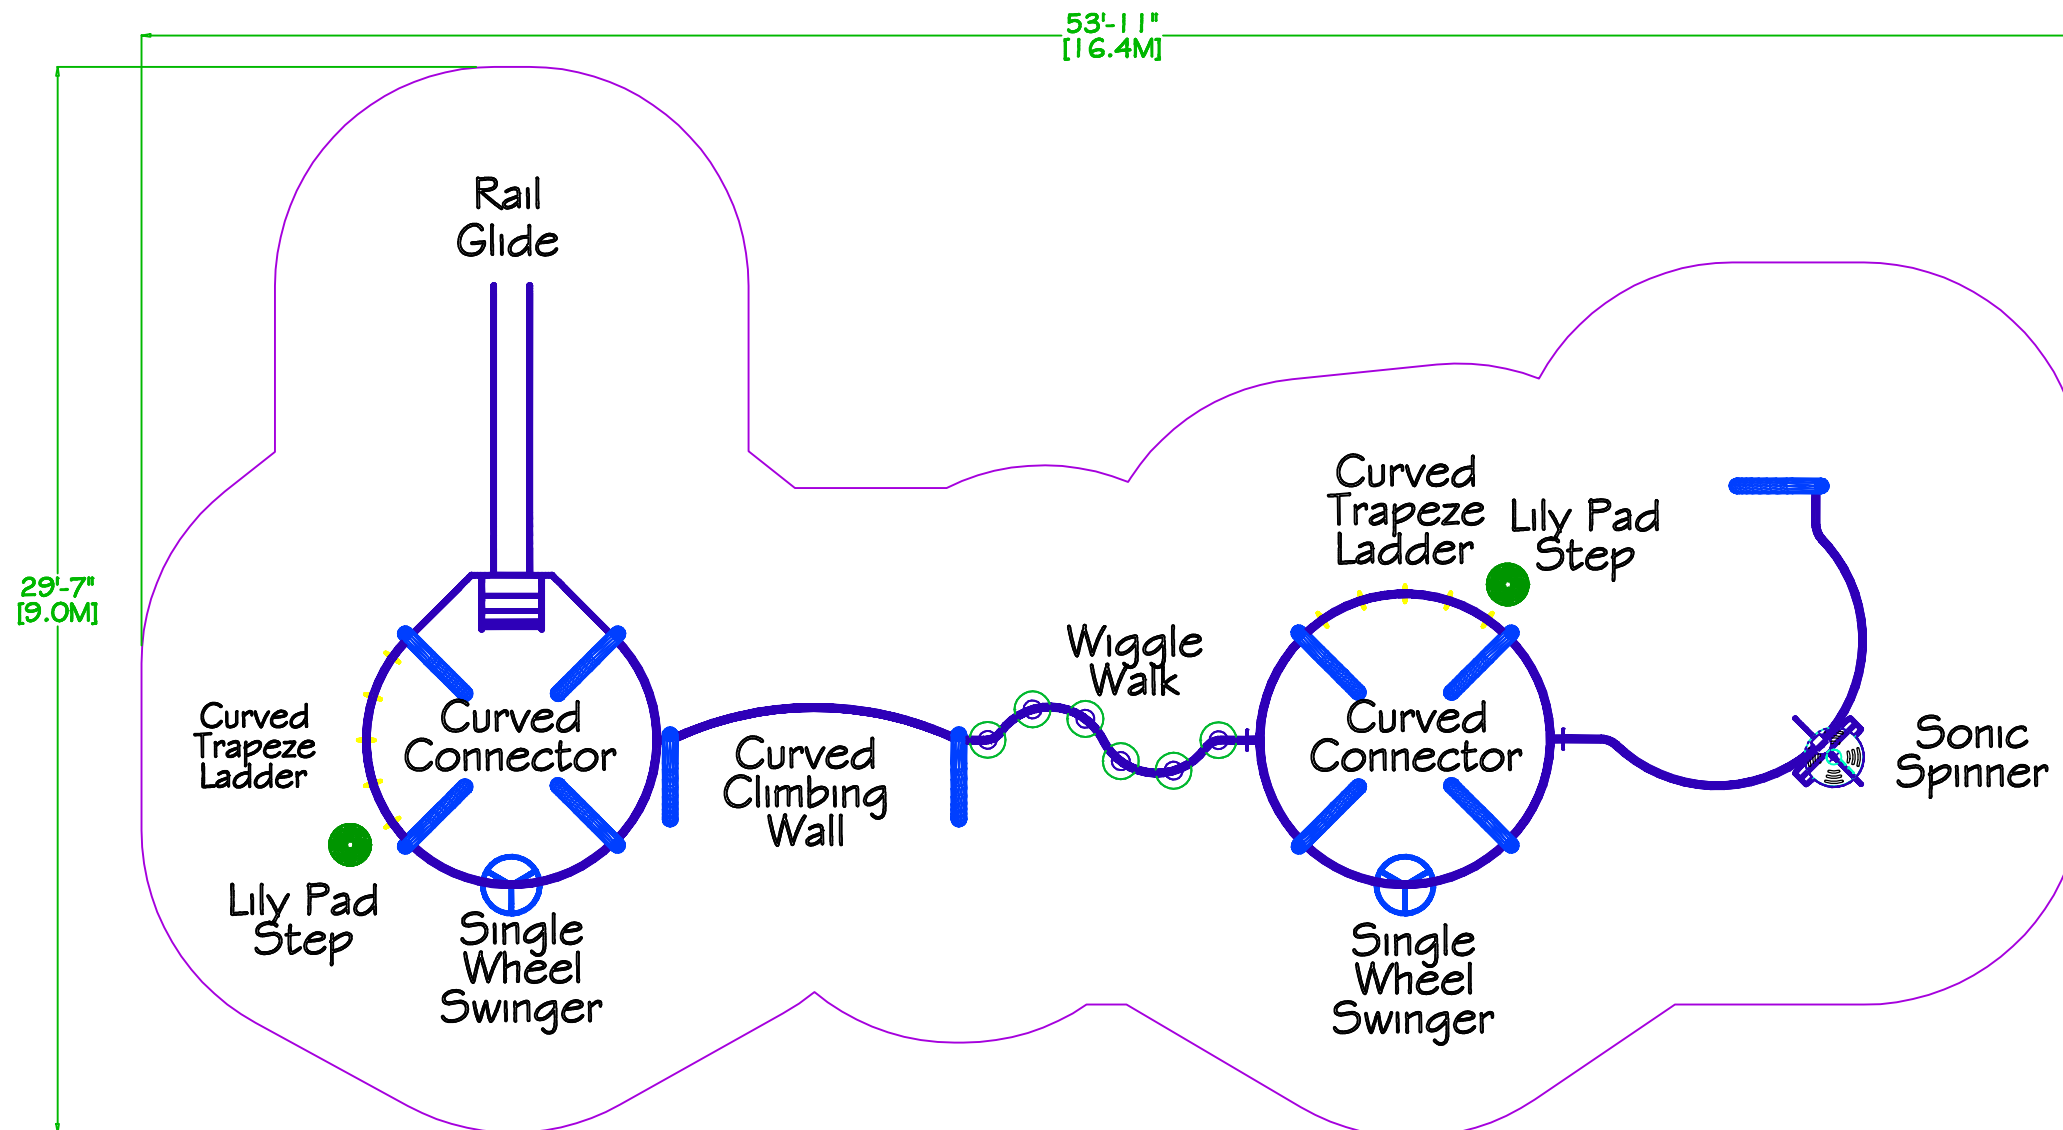 53'-11"
[16.4M]
Rail
Glide
29'-7"
[9.0M]
Curved
Trapeze
Ladder
Lily Pad
Step
Wiggle
Walk
Curved
Trapeze
Ladder
Curved
Connector
Curved
Climbing
Wall
Curved
Connector
Sonic
Spinner
Lily Pad
Step
Single
Wheel
Swinger
Single
Wheel
Swinger